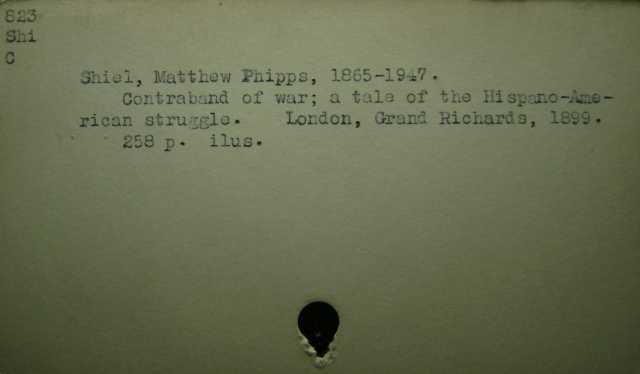 823
Shi
C
Shiel, Matthew Phipps, 1865-1947.
Contraband of war; a tale of the Hispano-Ame-
rican struggle. London, Grand Richards, 1899.
258 p. ilus.